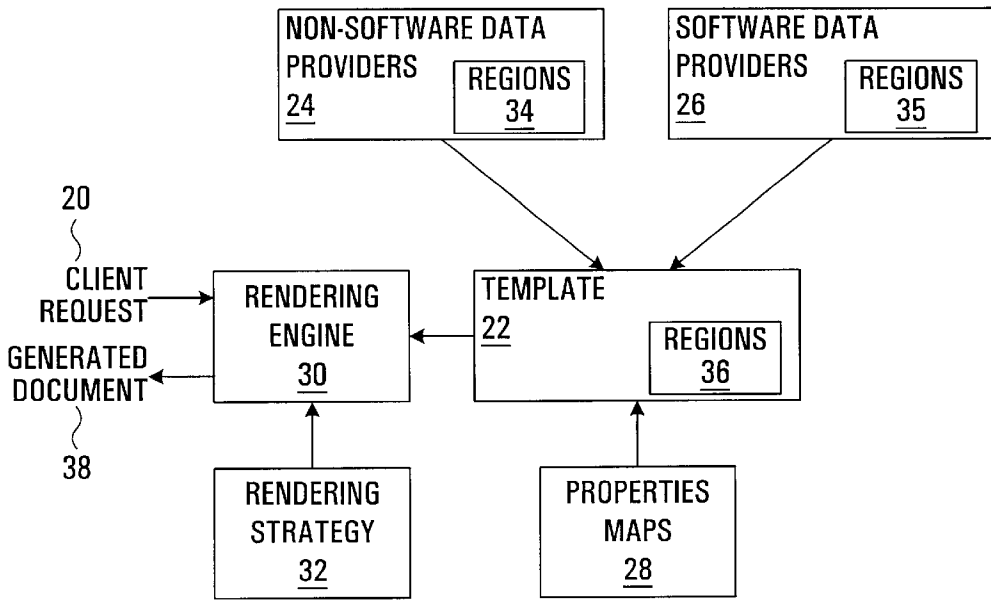 NON-SOFTWARE DATA
PROVIDERS
24
REGIONS
34
SOFTWARE DATA
PROVIDERS
26
REGIONS
35
20
CLIENT
REQUEST
GENERATED
DOCUMENT
38
RENDERING
ENGINE
30
TEMPLATE
22
REGIONS
36
RENDERING
STRATEGY
32
PROPERTIES
MAPS
28